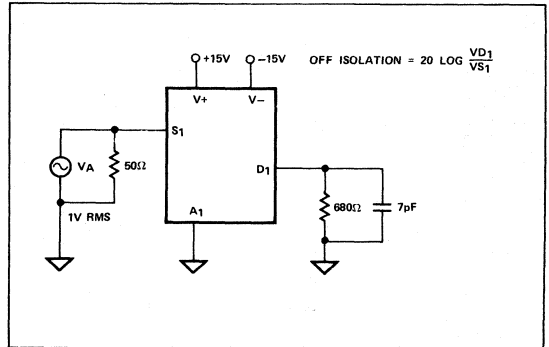 +15V
−15V
OFF ISOLATION = 20 LOG VD1
VS1
V+
V−
S1
VA
50Ω
D1
680Ω
7pF
1V RMS
A1